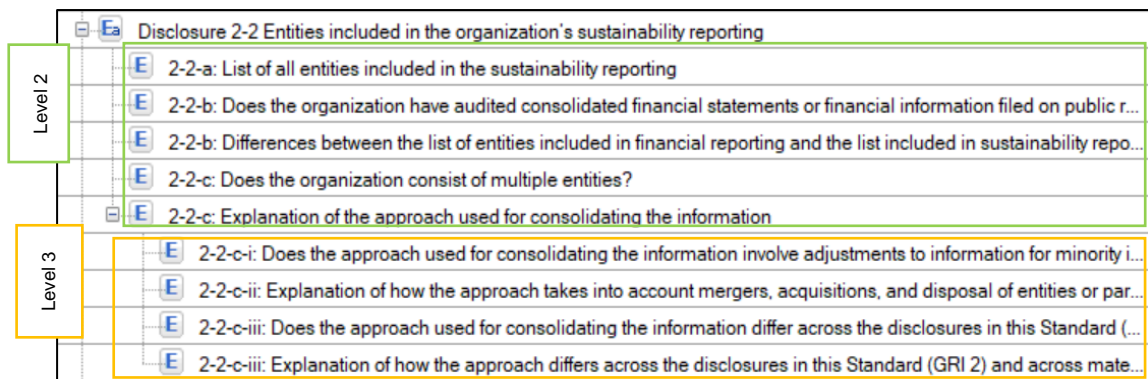 Ea Disclosure 2-2 Entities included in the organization's sustainability reporting
Level 2
E 2-2-a: List of all entities included in the sustainability reporting
E 2-2-b: Does the organization have audited consolidated financial statements or financial information filed on public r...
E 2-2-b: Differences between the list of entities included in financial reporting and the list included in sustainability repo...
E 2-2-c: Does the organization consist of multiple entities?
E 2-2-c: Explanation of the approach used for consolidating the information
Level 3
E 2-2-c-i: Does the approach used for consolidating the information involve adjustments to information for minority i...
E 2-2-c-ii: Explanation of how the approach takes into account mergers, acquisitions, and disposal of entities or par...
E 2-2-c-iii: Does the approach used for consolidating the information differ across the disclosures in this Standard (...
E 2-2-c-iii: Explanation of how the approach differs across the disclosures in this Standard (GRI 2) and across mate...